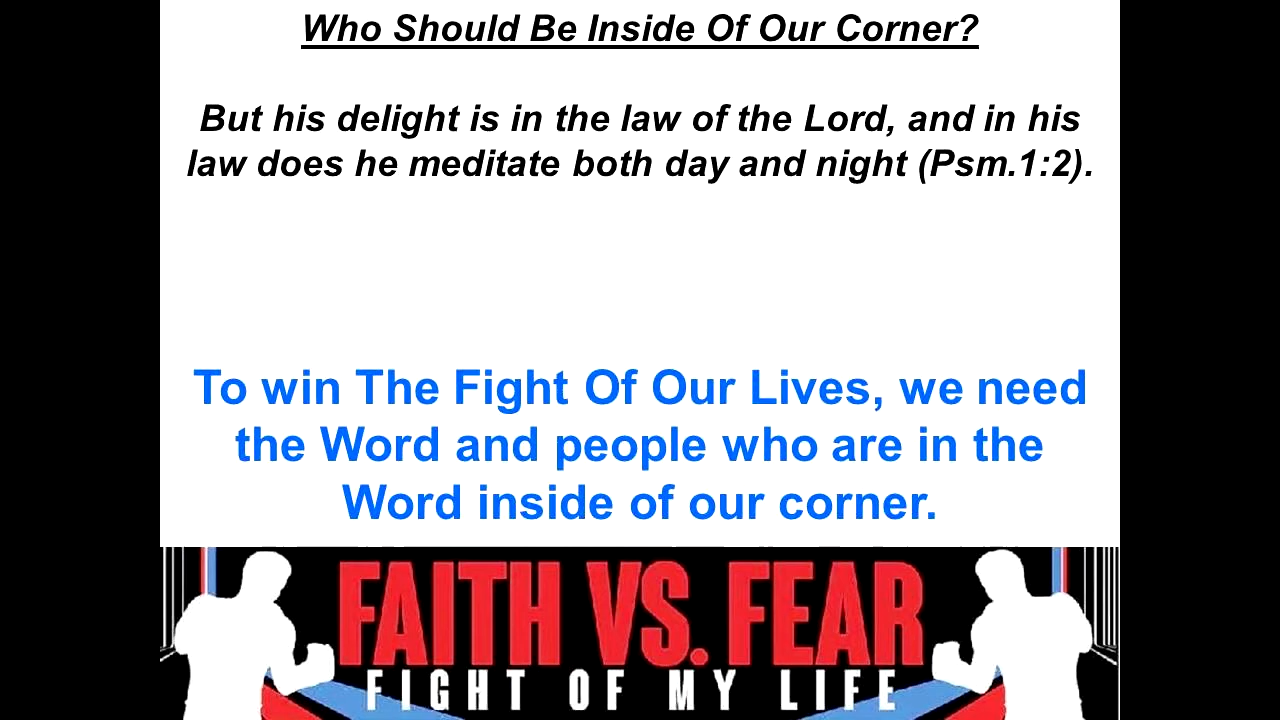 Who Should Be Inside Of Our Corner?
But his delight is in the law of the Lord, and in his
law does he meditate both day and night (Psm.1:2).
To win The Fight Of Our Lives, we need
the Word and people who are in the
Word inside of our corner.
FAITH VS. FEAR
FIGHT OF MY LIFE